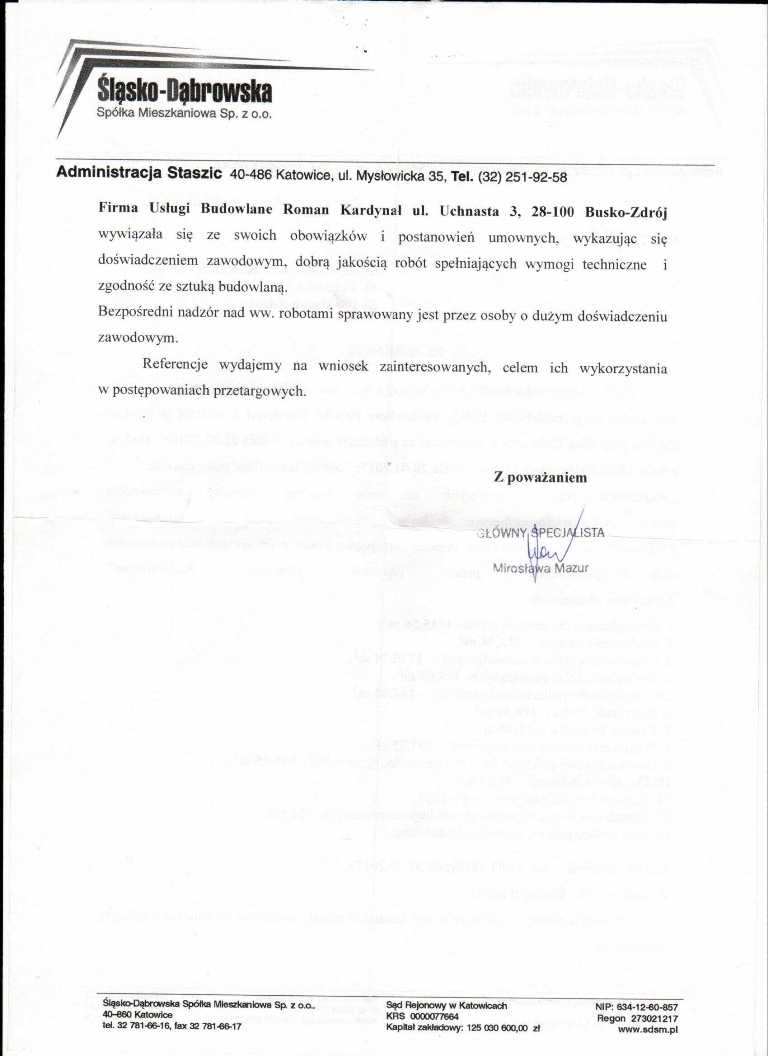 Śląsko-Dąbrowska
Spółka Mieszkaniowa Sp. z o.o.
Administracja Staszic 40-486 Katowice, ul. Mysłowicka 35, Tel. (32) 251-92-58
Firma Usługi Budowlane Roman Kardynał ul. Uchnasta 3, 28-100 Busko-Zdrój
wywiązała się ze swoich obowiązków i postanowień umownych, wykazując się
doświadczeniem zawodowym, dobrą jakością robót spełniających wymogi techniczne i
zgodność ze sztuką budowlaną.
Bezpośredni nadzór nad ww. robotami sprawowany jest przez osoby o dużym doświadczeniu
zawodowym.
Referencje wydajemy na wniosek zainteresowanych, celem ich wykorzystania
w postępowaniach przetargowych.
Z poważaniem
GŁÓWNY SPECJALISTA
Mirosława Mazur
Śląsko-Dąbrowska Spółka Mieszkaniowa Sp. z o.o..
40-860 Katowice
tel. 32 781-66-16, fax 32 781-66-17
Sąd Rejonowy w Katowicach
KRS 0000077664
Kapitał zakładowy: 125 030 600,00 zł
NIP: 634-12-60-857
Regon 273021217
www.sdsm.pl